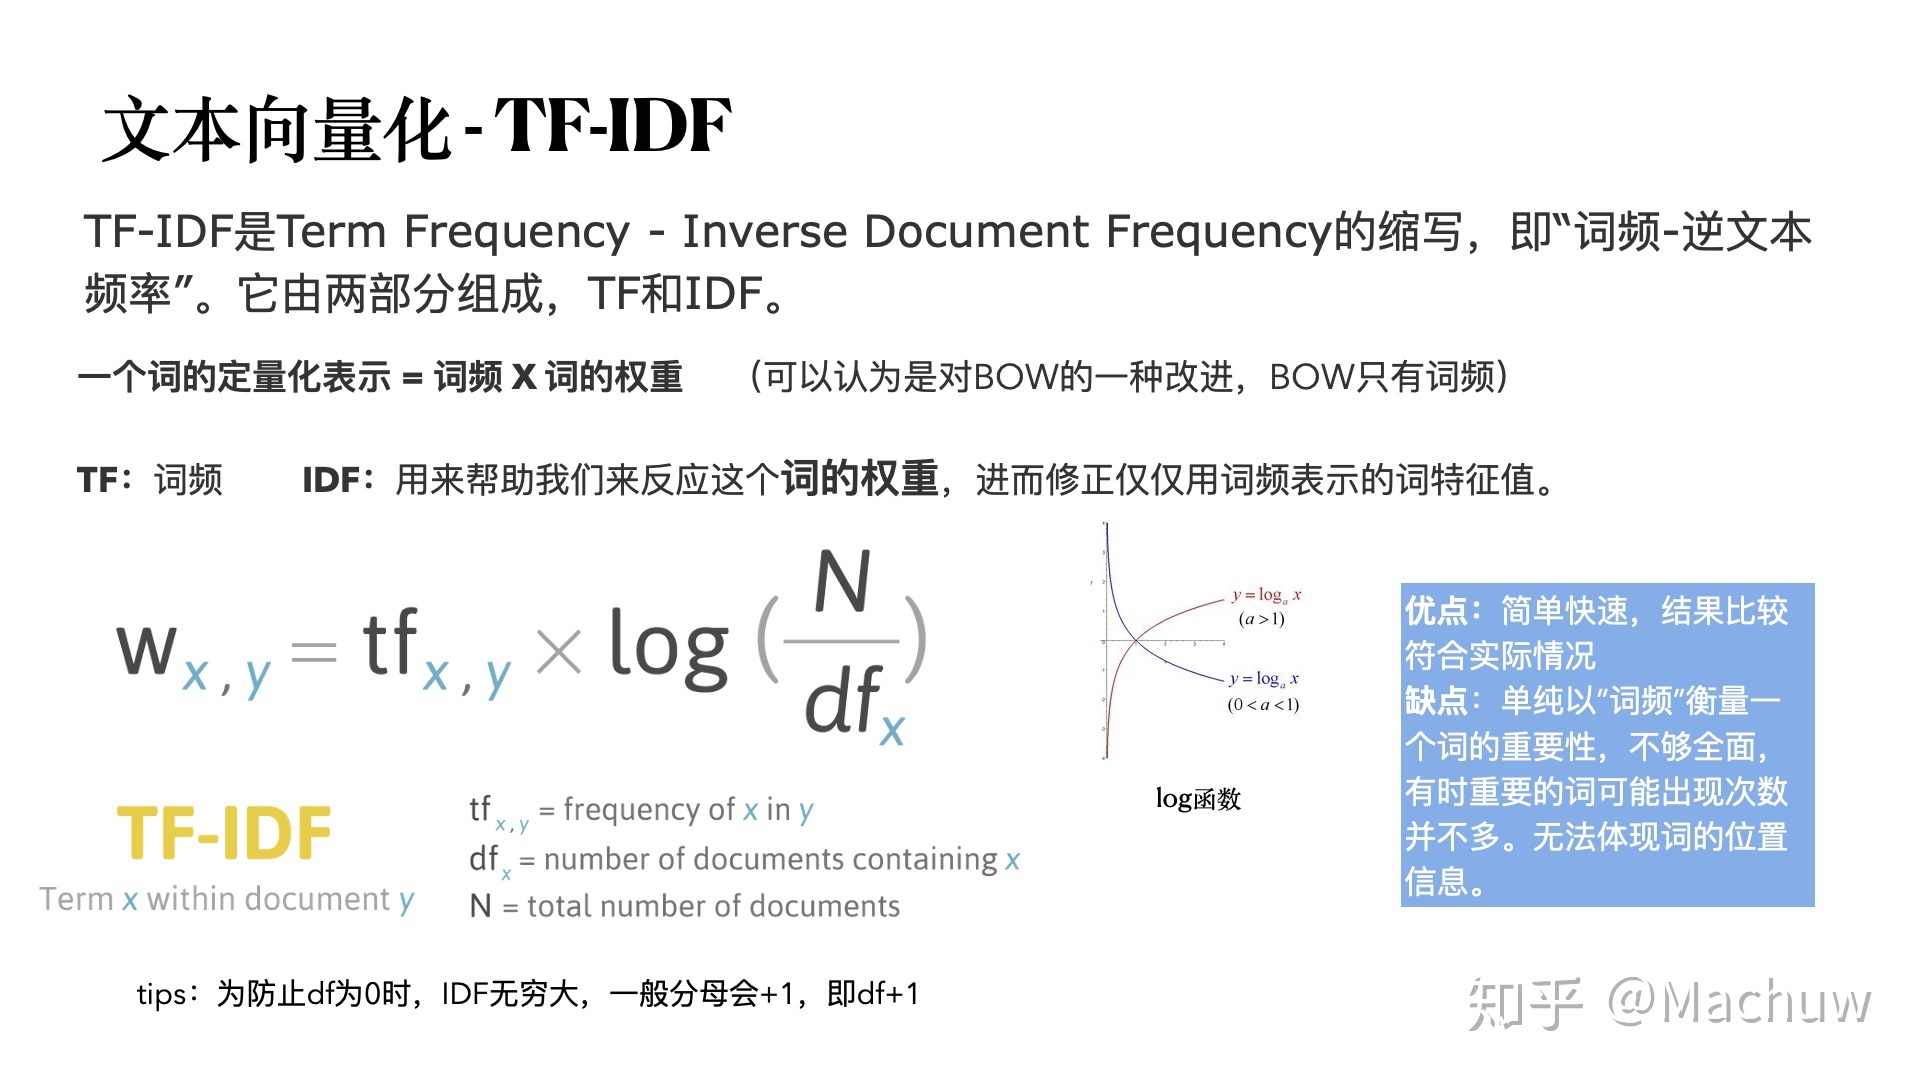 文本向量化 - TF-IDF
TF-IDF是Term Frequency - Inverse Document Frequency的缩写，即“词频-逆文本
频率”。它由两部分组成，TF和IDF。
一个词的定量化表示 = 词频 X 词的权重 （可以认为是对BOW的一种改进，BOW只有词频）
TF：词频 IDF：用来帮助我们来反应这个词的权重，进而修正仅仅用词频表示的词特征值。
w x , y = tf x , y × log ( N / df x )
TF-IDF
Term x within document y
tf x , y = frequency of x in y
df x = number of documents containing x
N = total number of documents
y = log a x
(a > 1)
y = log a x
(0 < a < 1)
log函数
优点：简单快速，结果比较
符合实际情况
缺点：单纯以”词频”衡量一
个词的重要性，不够全面，
有时重要的词可能出现次数
并不多。无法体现词的位置
信息。
tips：为防止df为0时，IDF无穷大，一般分母会+1，即df+1
知乎 @Machuw